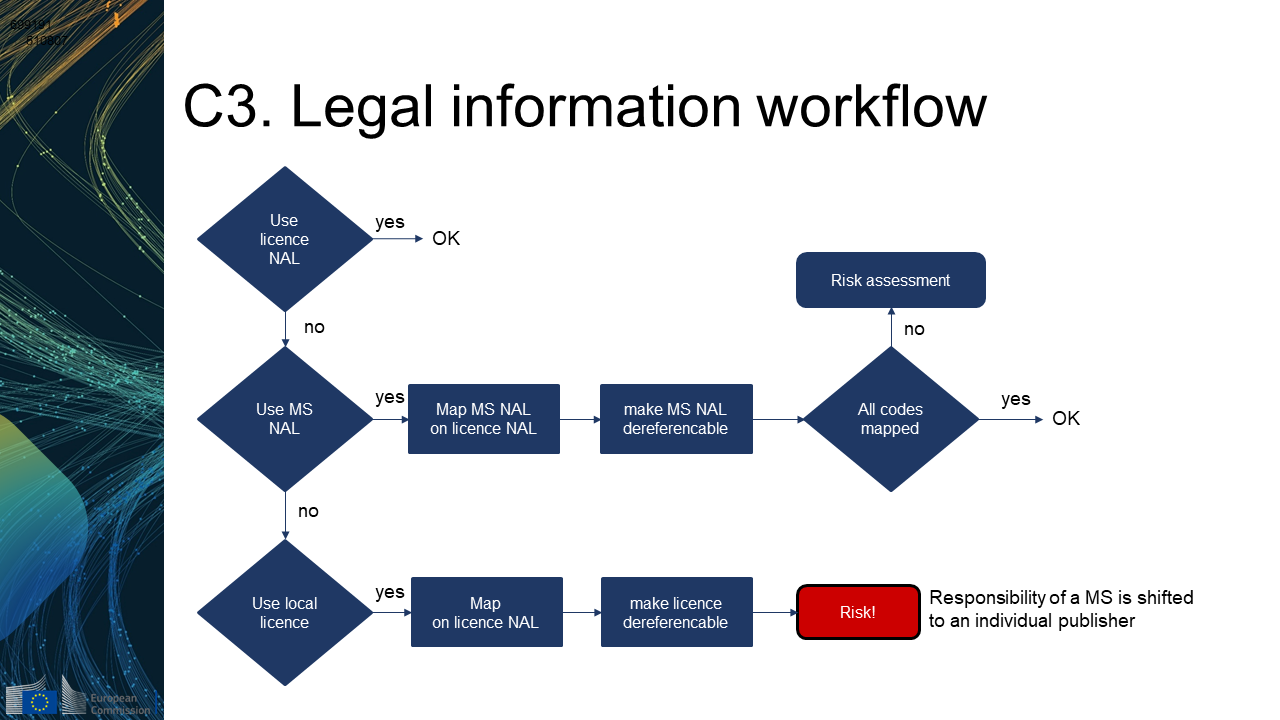 C3. Legal information workflow
Use
licence
NAL
yes
OK
no
Use MS
NAL
yes
Map MS NAL
on licence NAL
make MS NAL
dereferencable
All codes
mapped
no
Risk assessment
yes
OK
no
Use local
licence
yes
Map
on licence NAL
make licence
dereferencable
Risk!
Responsibility of a MS is shifted
to an individual publisher
European
Commission